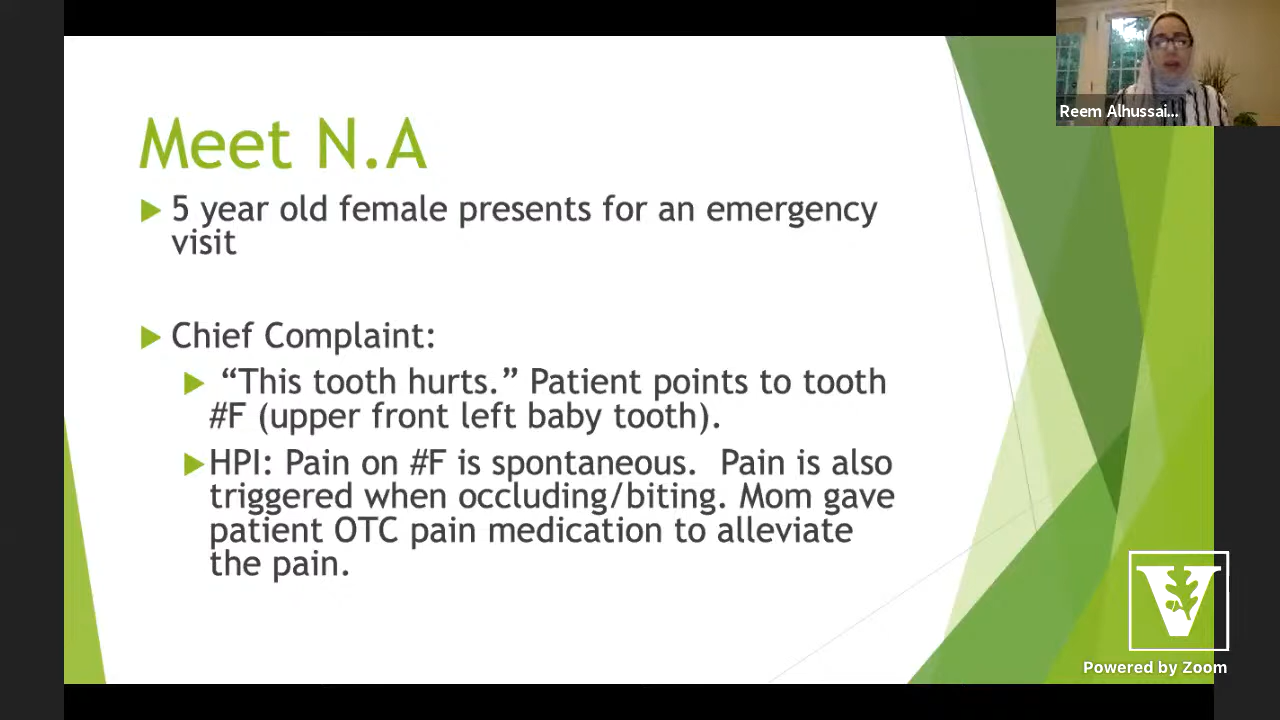 Meet N.A
5 year old female presents for an emergency
visit
Chief Complaint:
“This tooth hurts.” Patient points to tooth
#F (upper front left baby tooth).
HPI: Pain on #F is spontaneous.  Pain is also
triggered when occluding/biting. Mom gave
patient OTC pain medication to alleviate
the pain.
Reem Alhussai...
V
Powered by Zoom